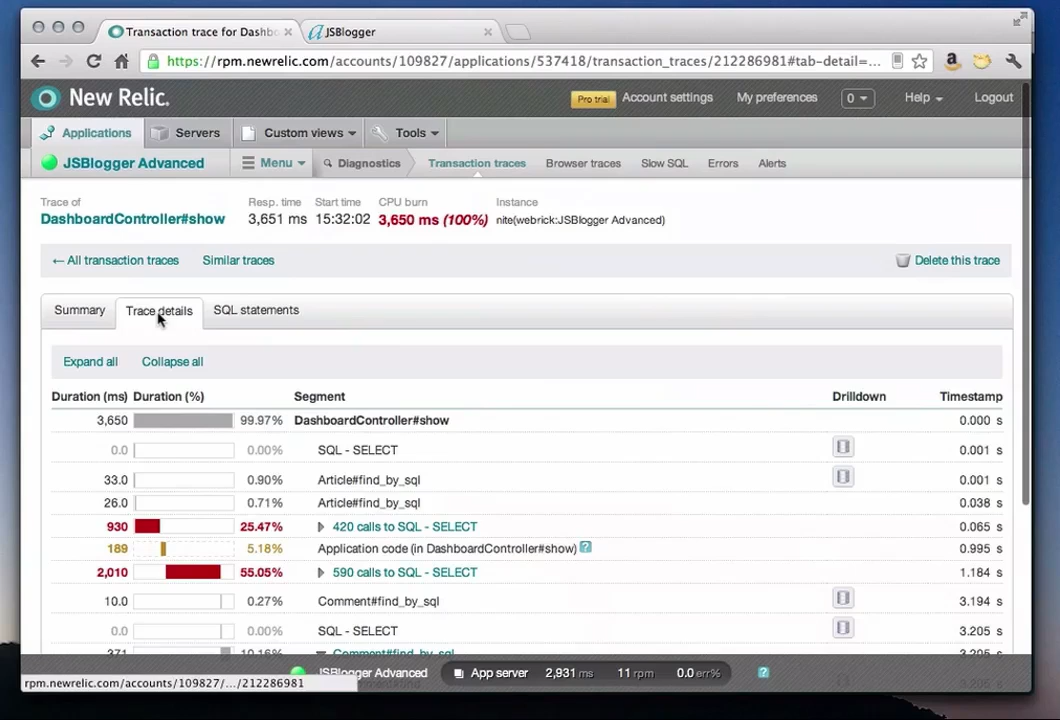 Transaction trace for Dashbo
JSBlogger
https://rpm.newrelic.com/accounts/109827/applications/537418/transaction_traces/212286981#tab-detail=...
New Relic.
Pro trial
Account settings
My preferences
0
Help
Logout
Applications
Servers
Custom views
Tools
JSBlogger Advanced
Menu
Diagnostics
Transaction traces
Browser traces
Slow SQL
Errors
Alerts
Trace of
Resp. time
Start time
CPU burn
Instance
DashboardController#show
3,651 ms
15:32:02
3,650 ms (100%)
nite(webrick:JSBlogger Advanced)
← All transaction traces
Similar traces
Delete this trace
Summary
Trace details
SQL statements
Expand all
Collapse all
Duration (ms) Duration (%) Segment Drilldown Timestamp
3,650 99.97% DashboardController#show 0.000 s
0.0 0.00% SQL - SELECT 0.001 s
33.0 0.90% Article#find_by_sql 0.001 s
26.0 0.71% Article#find_by_sql 0.038 s
930 25.47% 420 calls to SQL - SELECT 0.065 s
189 5.18% Application code (in DashboardController#show) ? 0.995 s
2,010 55.05% 590 calls to SQL - SELECT 1.184 s
10.0 0.27% Comment#find_by_sql 3.194 s
0.0 0.00% SQL - SELECT 3.205 s
371 10.16% Comment#find_by_sql 3.205 s
JSBlogger Advanced
App server
2,931 ms
11 rpm
0.0 err%
?
rpm.newrelic.com/accounts/109827/.../212286981